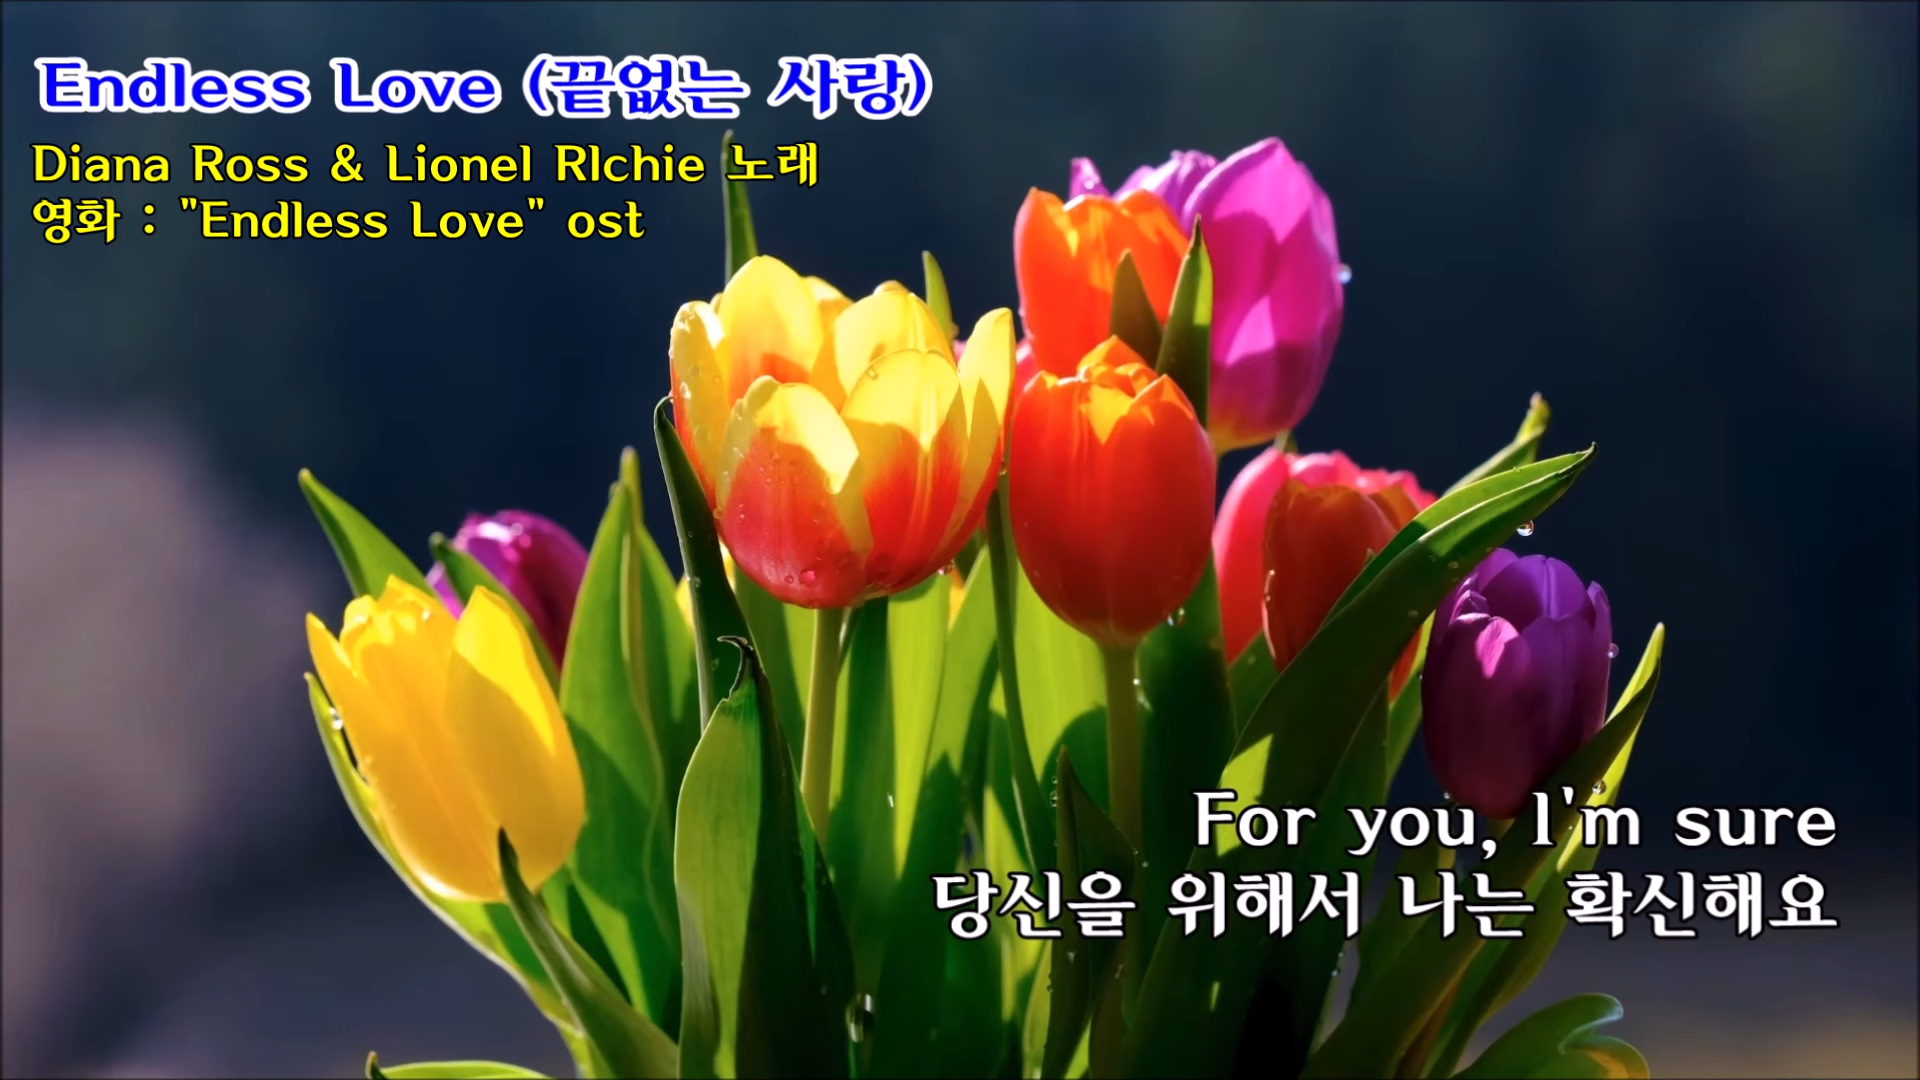 Endless Love (끝없는 사랑)
Diana Ross & Lionel RIchie 노래
영화 : "Endless Love" ost
For you, I'm sure
당신을 위해서 나는 확신해요